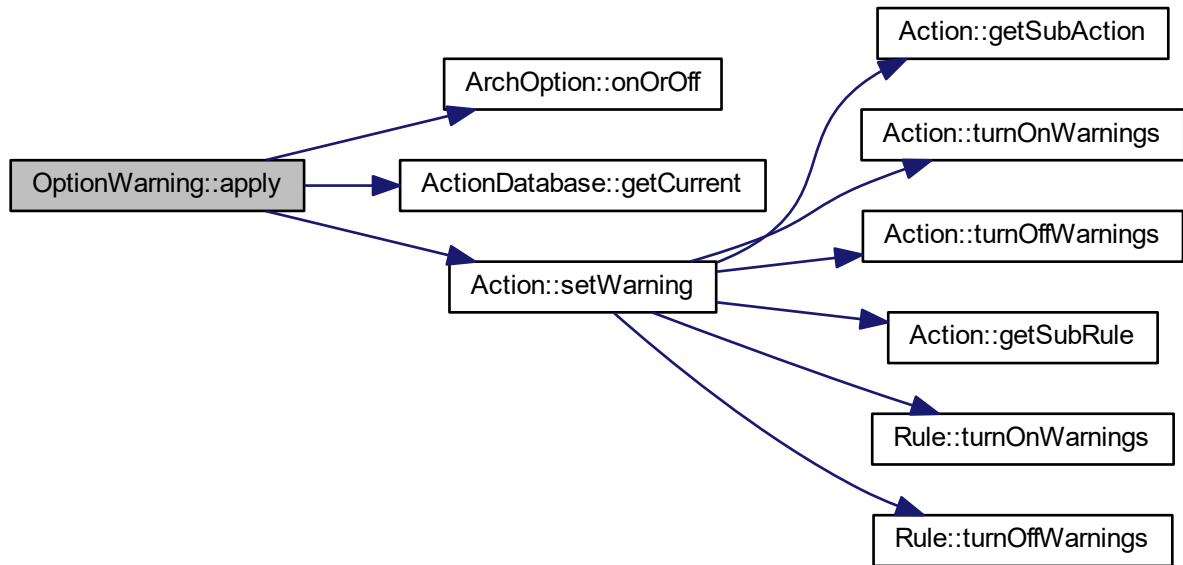 OptionWarning::apply
ArchOption::onOrOff
ActionDatabase::getCurrent
Action::setWarning
Action::getSubAction
Action::turnOnWarnings
Action::turnOffWarnings
Action::getSubRule
Rule::turnOnWarnings
Rule::turnOffWarnings